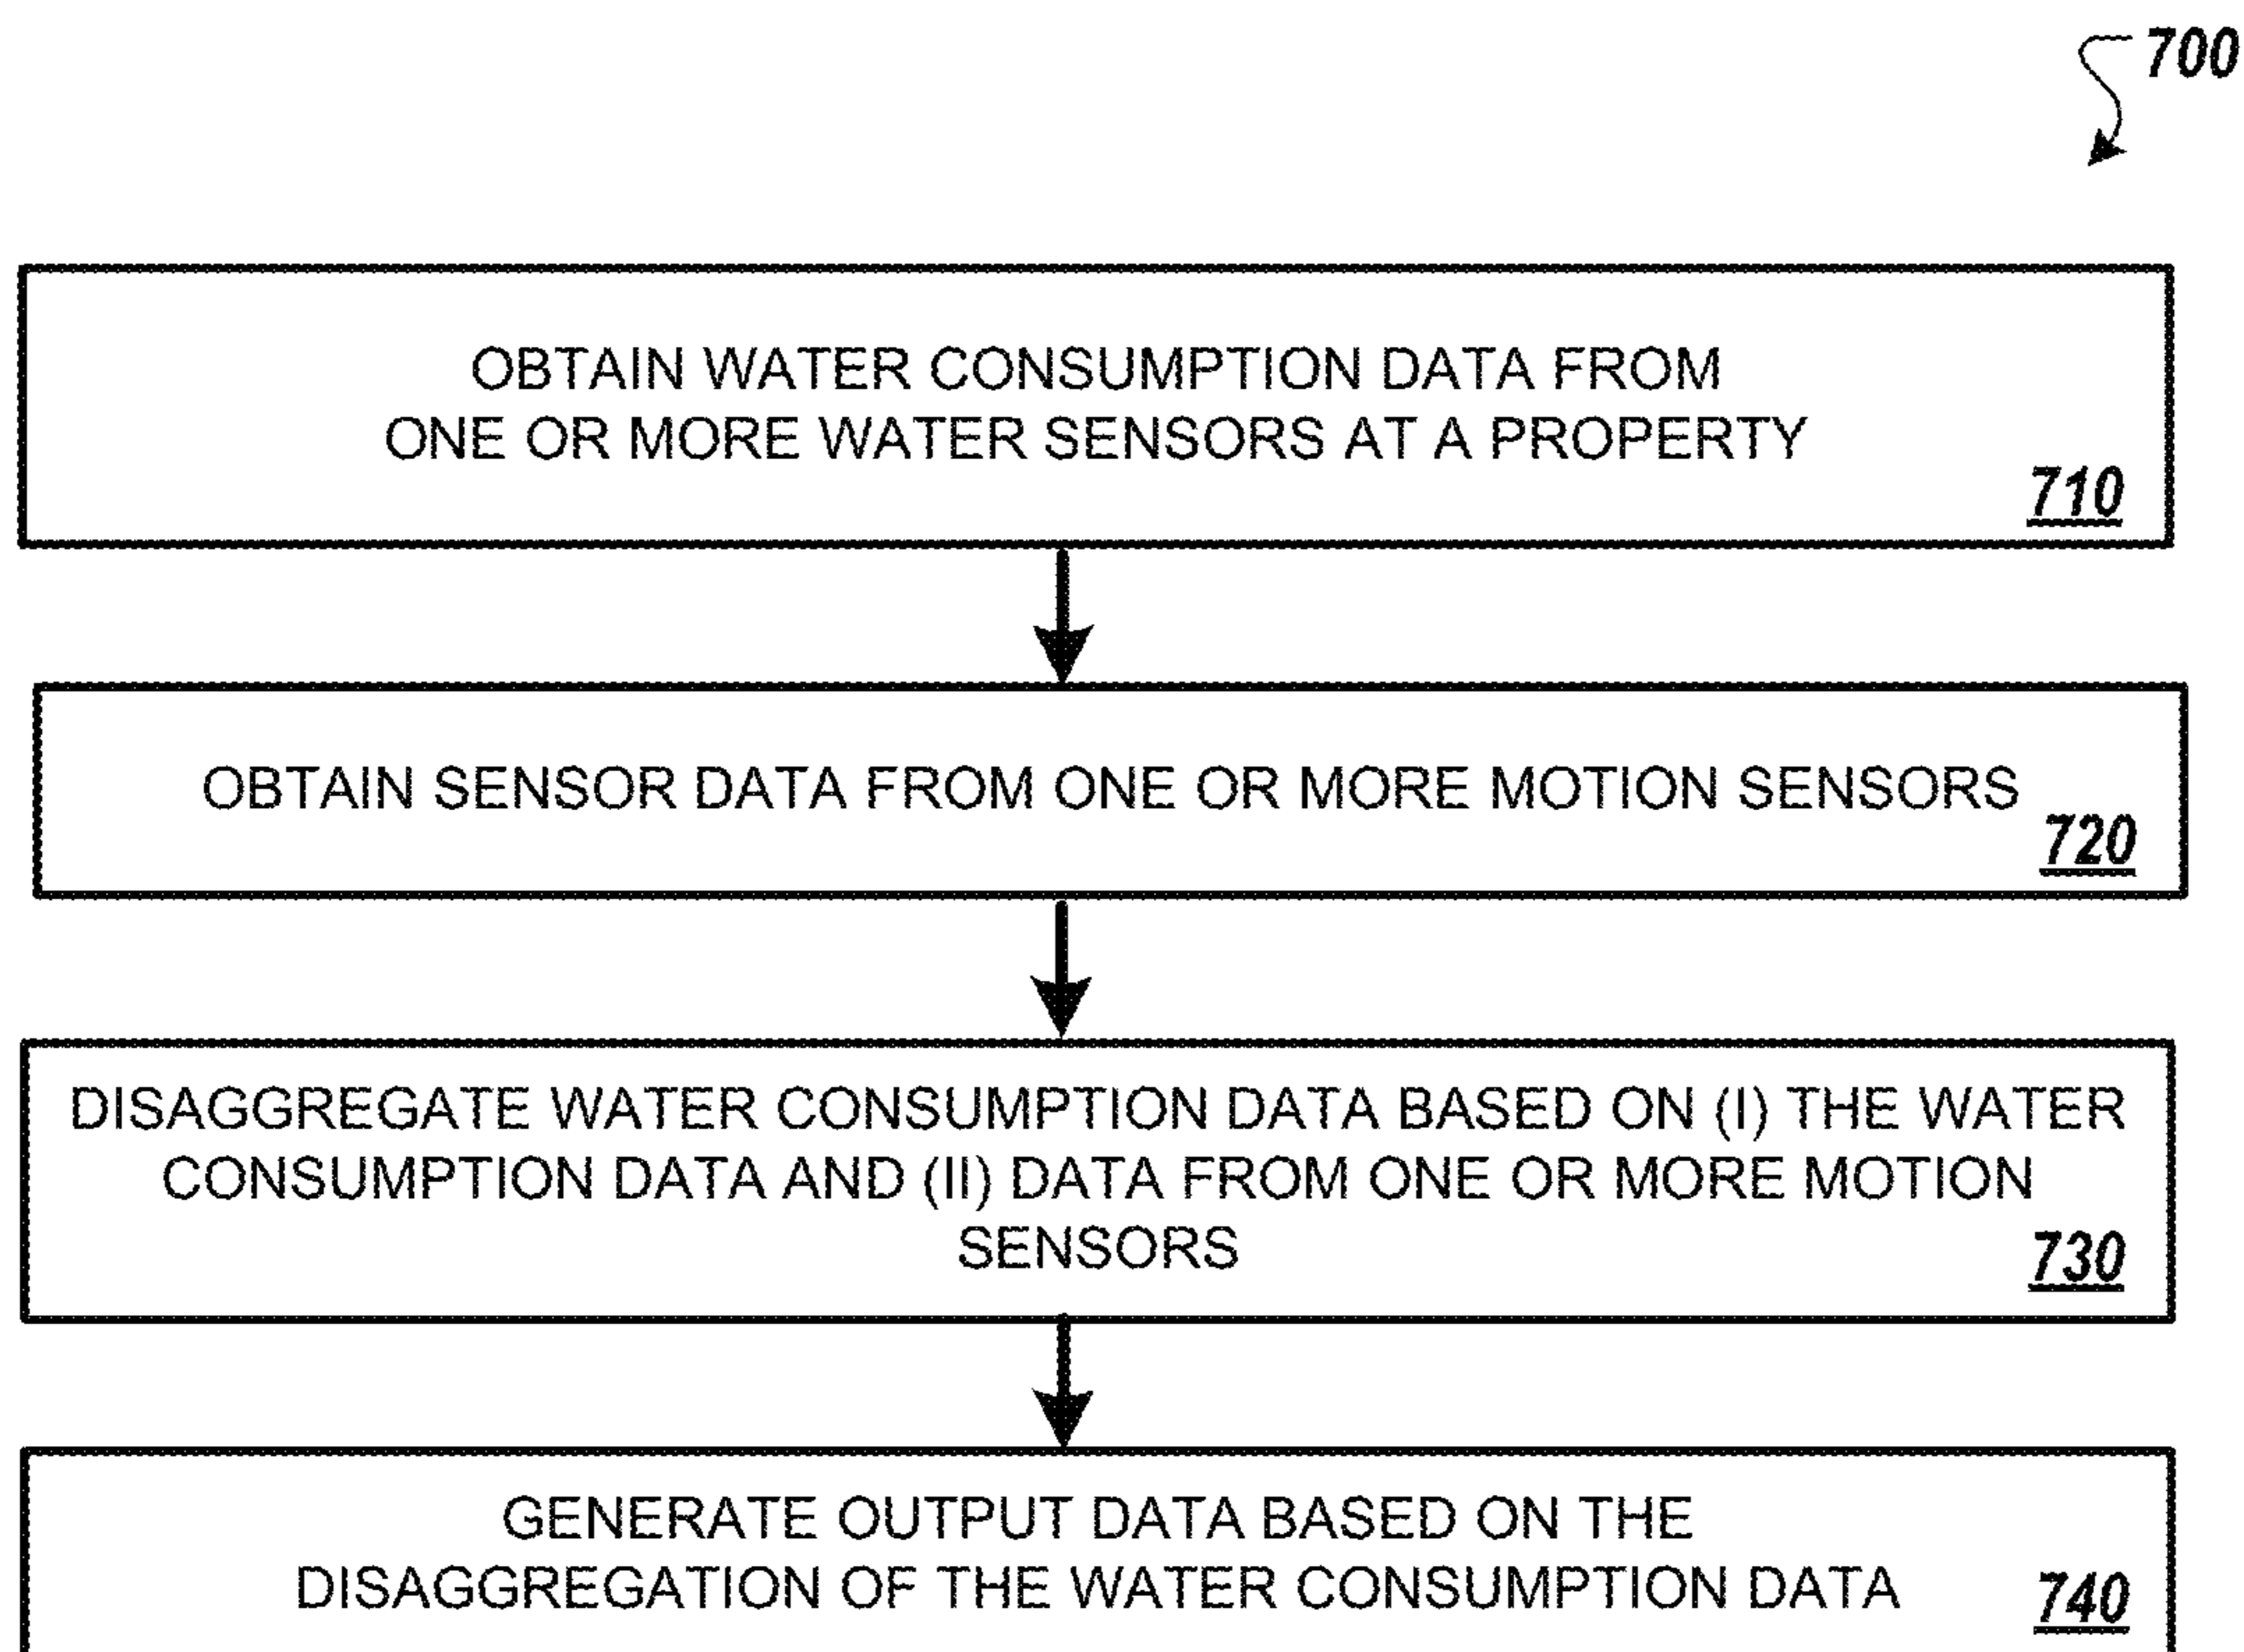 700
OBTAIN WATER CONSUMPTION DATA FROM
ONE OR MORE WATER SENSORS AT A PROPERTY
710
OBTAIN SENSOR DATA FROM ONE OR MORE MOTION SENSORS
720
DISAGGREGATE WATER CONSUMPTION DATA BASED ON (I) THE WATER
CONSUMPTION DATA AND (II) DATA FROM ONE OR MORE MOTION
SENSORS
730
GENERATE OUTPUT DATA BASED ON THE
DISAGGREGATION OF THE WATER CONSUMPTION DATA
740